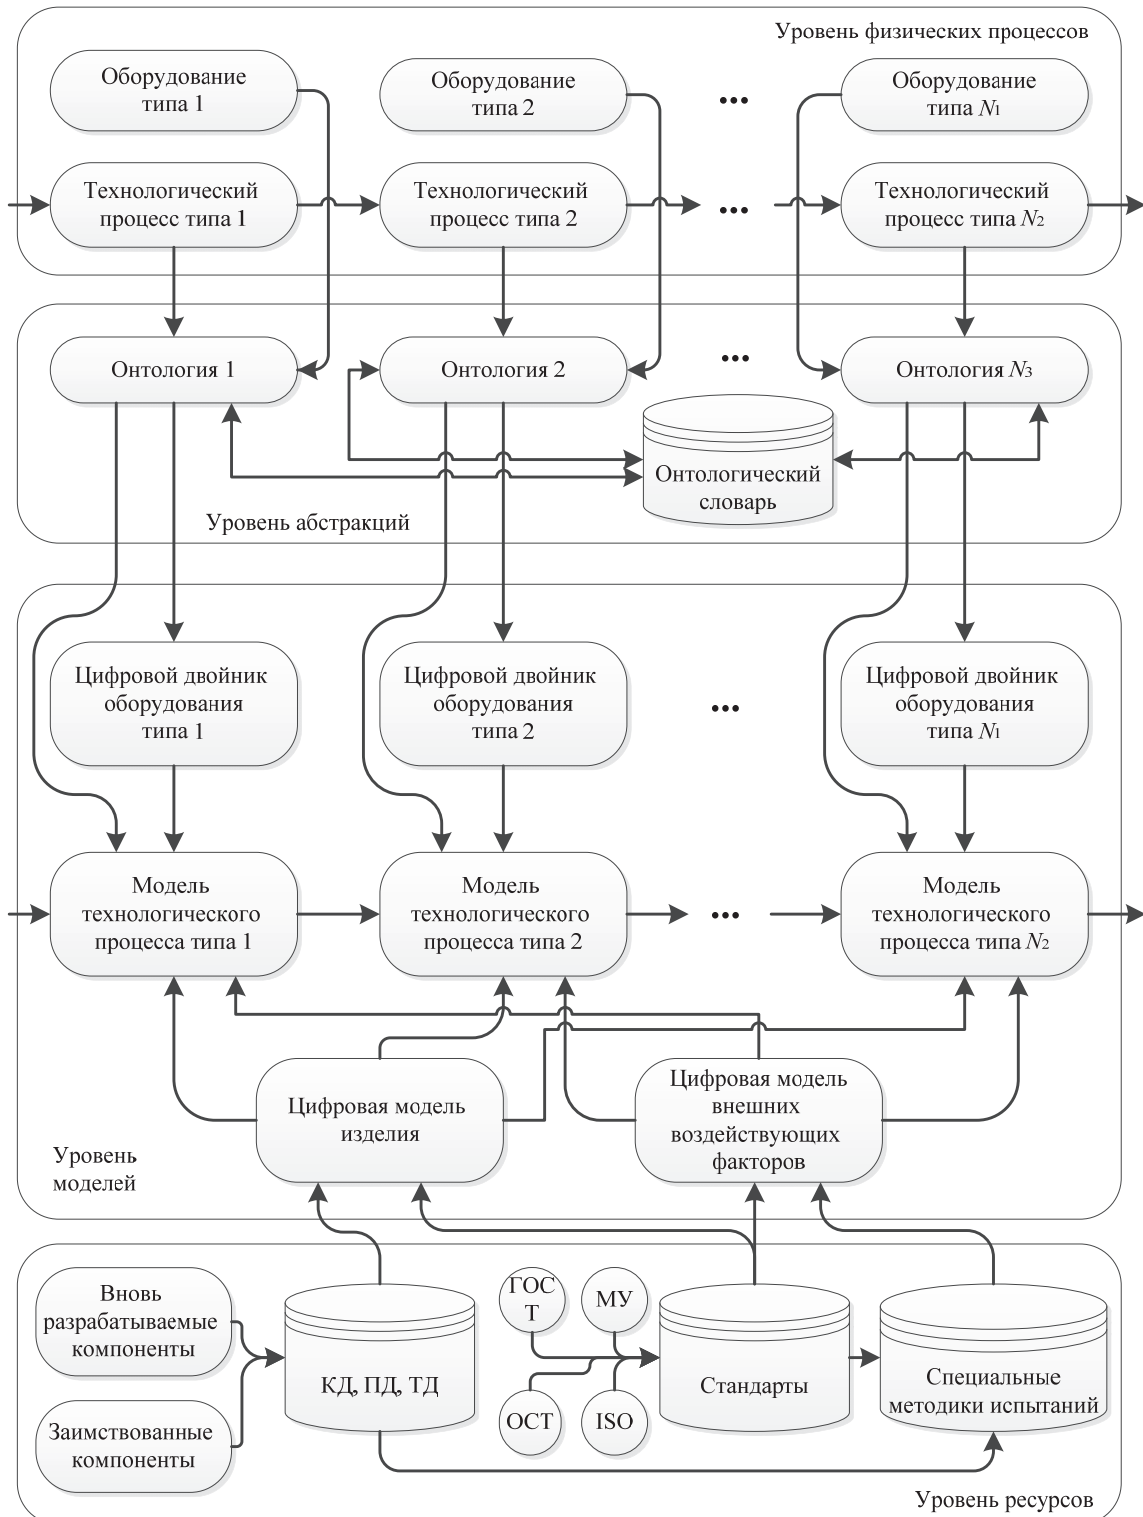 Уровень физических процессов
Оборудование
типа 1
Оборудование
типа 2
...
Оборудование
типа N1
Технологический
процесс типа 1
Технологический
процесс типа 2
...
Технологический
процесс типа N2
Онтология 1
Онтология 2
...
Онтология N3
Онтологический
словарь
Уровень абстракций
Цифровой двойник
оборудования
типа 1
Цифровой двойник
оборудования
типа 2
...
Цифровой двойник
оборудования
типа N1
Модель
технологического
процесса типа 1
Модель
технологического
процесса типа 2
...
Модель
технологического
процесса типа N2
Цифровая модель
изделия
Цифровая модель
внешних
воздействующих
факторов
Уровень
моделей
Вновь
разрабатываемые
компоненты
Заимствованные
компоненты
КД, ПД, ТД
ГОС
Т
МУ
ОСТ
ISO
Стандарты
Специальные
методики испытаний
Уровень ресурсов